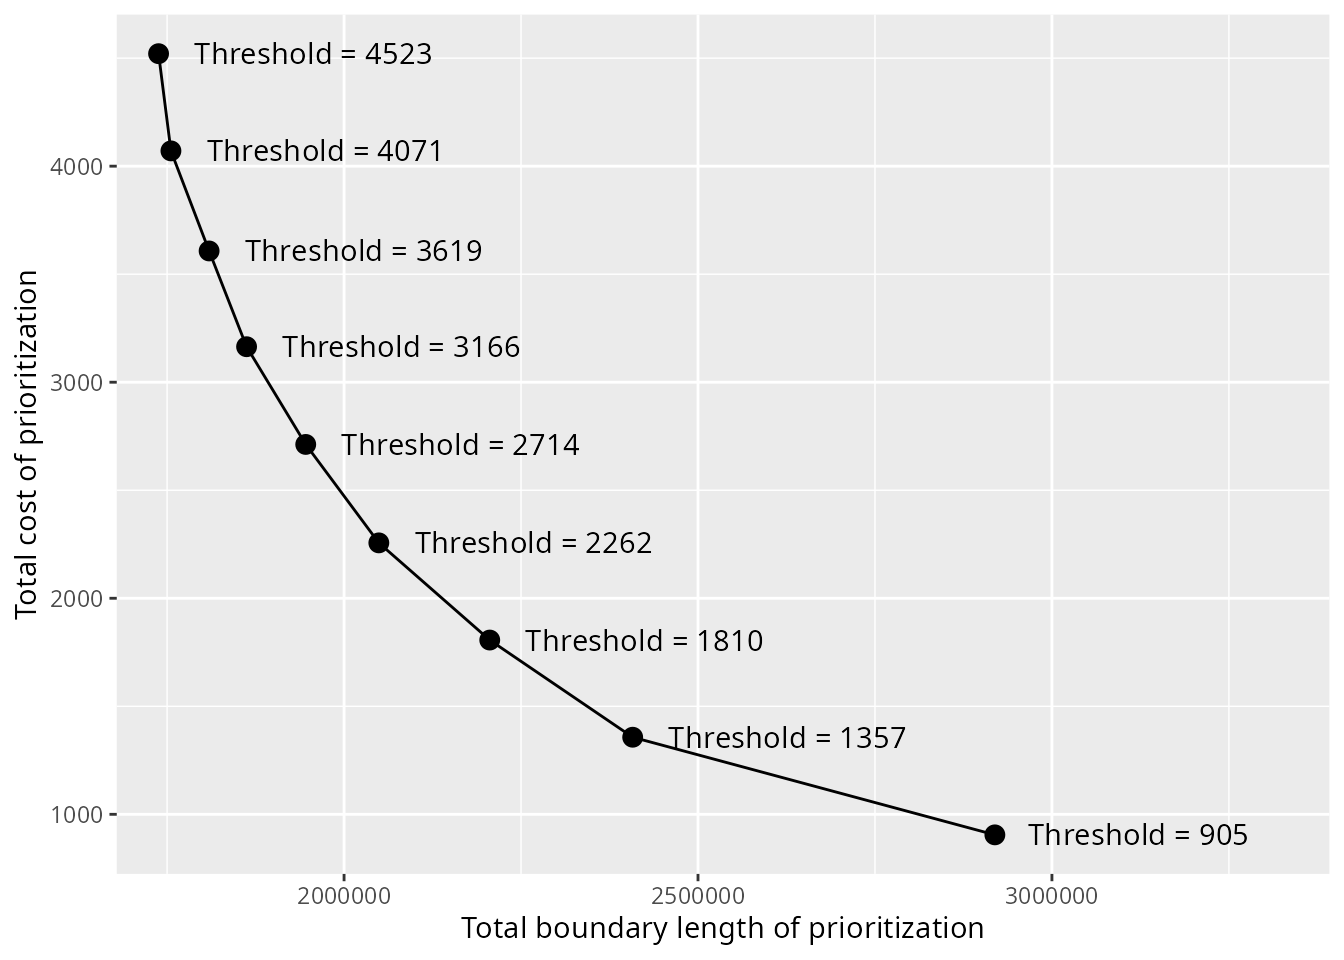 Threshold = 4523
Threshold = 4071
4000
Threshold = 3619
Threshold = 3166
3000
Threshold = 2714
Threshold = 2262
2000
Threshold = 1810
Threshold = 1357
1000
Threshold = 905
Total cost of prioritization
2000000 2500000 3000000
Total boundary length of prioritization